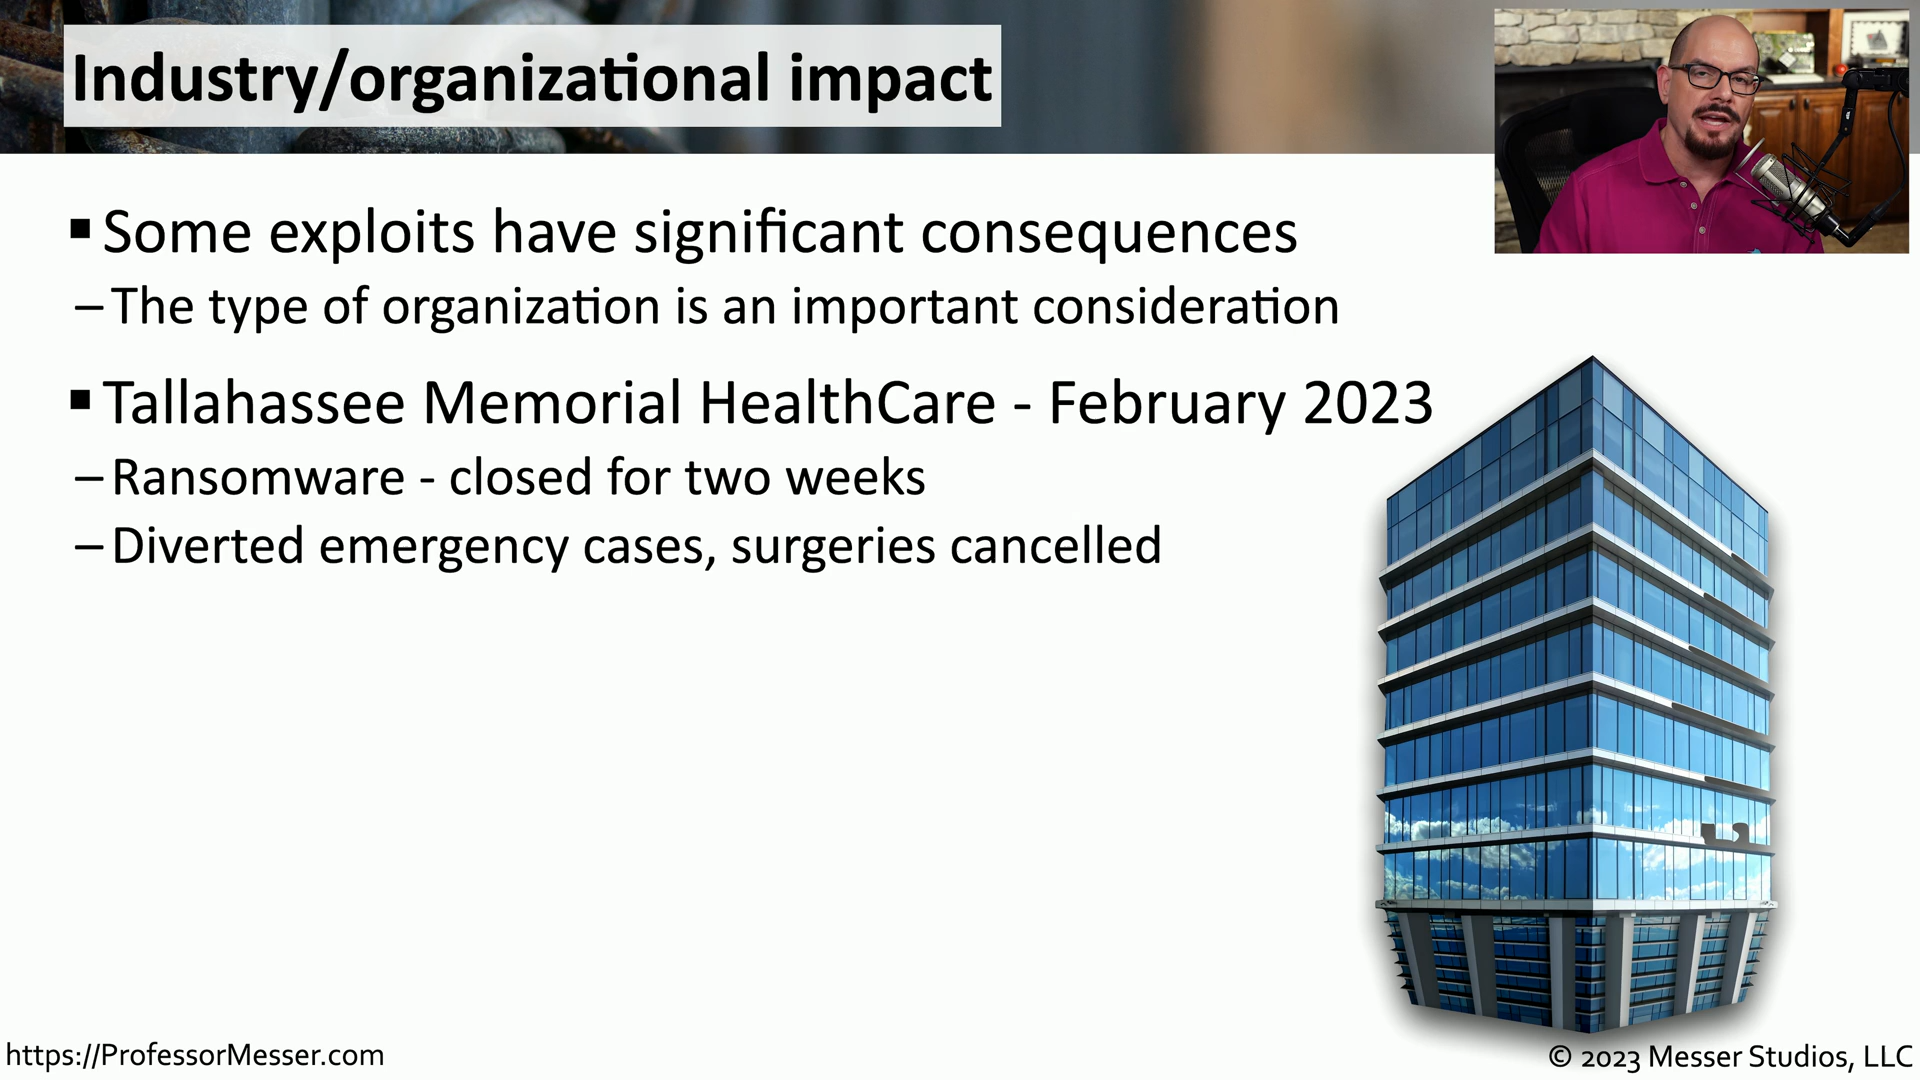 Industry/organizational impact
▪ Some exploits have significant consequences
– The type of organization is an important consideration
▪ Tallahassee Memorial HealthCare - February 2023
– Ransomware - closed for two weeks
– Diverted emergency cases, surgeries cancelled
https://ProfessorMesser.com
© 2023 Messer Studios, LLC